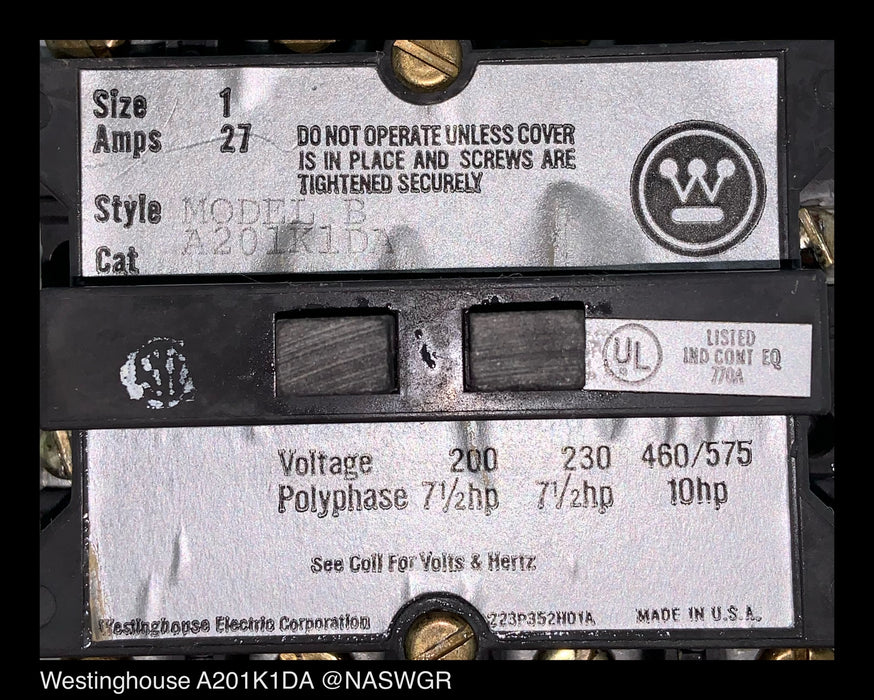 Size 1
Amps 27
DO NOT OPERATE UNLESS COVER
IS IN PLACE AND SCREWS ARE
TIGHTENED SECURELY
Style MODEL B
Cat A201K1DA
W
UL
LISTED
IND CONT EQ
770A
Voltage 200 230 460/575
Polyphase 7½hp 7½hp 10hp
See Coil For Volts & Hertz
Westinghouse Electric Corporation
223P352H01A
MADE IN U.S.A.
Westinghouse A201K1DA @NASWGR